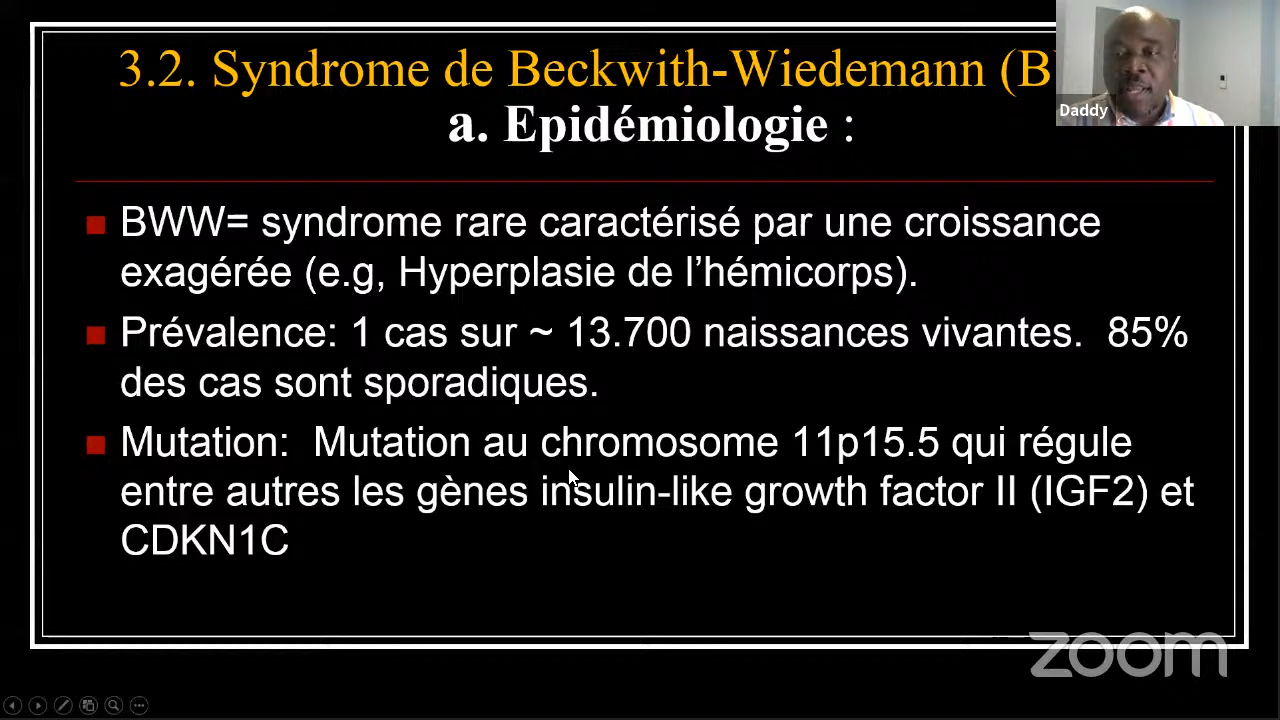 3.2. Syndrome de Beckwith-Wiedemann (B
a. Epidémiologie :
Daddy
BWW= syndrome rare caractérisé par une croissance
exagérée (e.g, Hyperplasie de l’hémicorps).
Prévalence: 1 cas sur ~ 13.700 naissances vivantes. 85%
des cas sont sporadiques.
Mutation: Mutation au chromosome 11p15.5 qui régule
entre autres les gènes insulin-like growth factor II (IGF2) et
CDKN1C
zoom